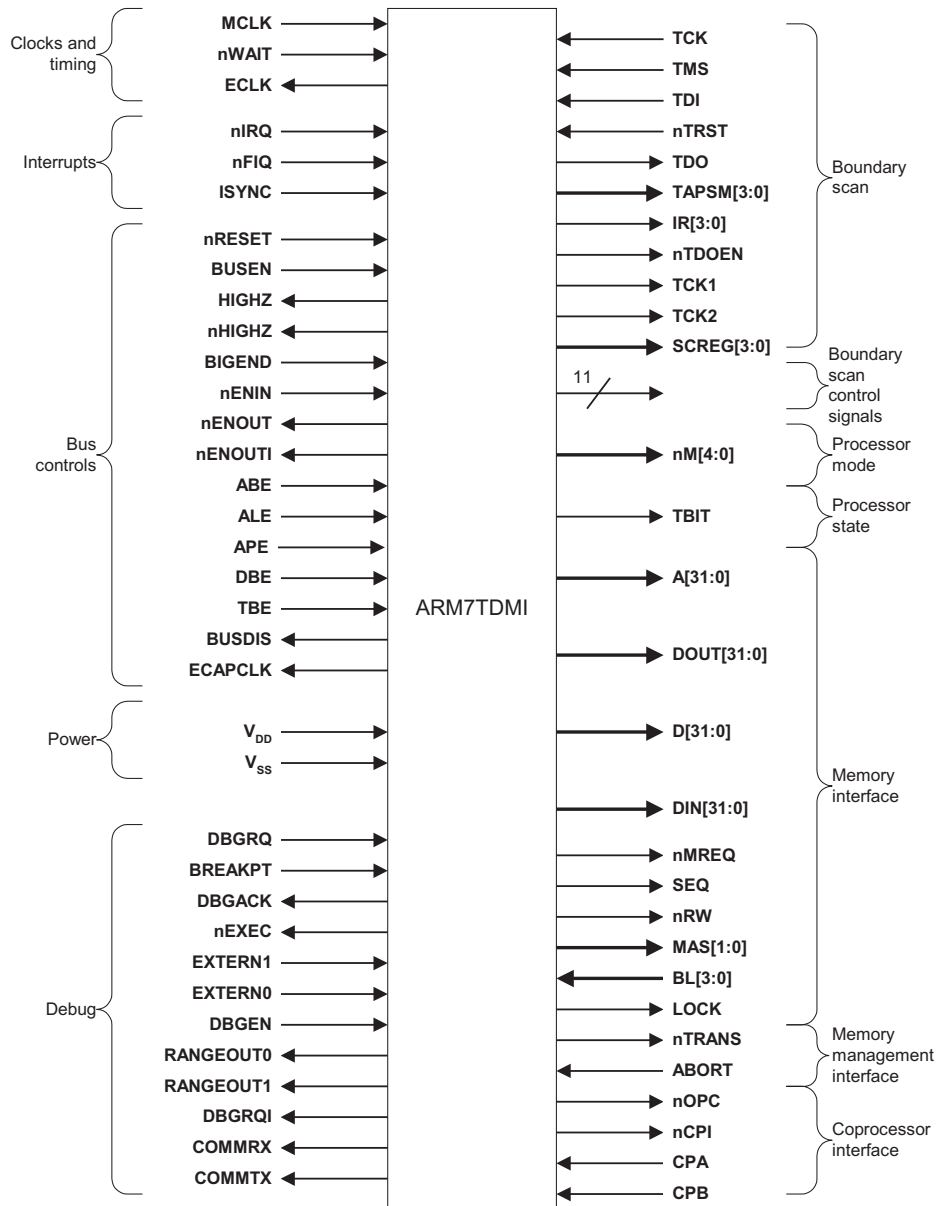 Clocks and
timing
MCLK
nWAIT
ECLK
Interrupts
nIRQ
nFIQ
ISYNC
Bus
controls
nRESET
BUSEN
HIGHZ
nHIGHZ
BIGEND
nENIN
nENOUT
nENOUTI
ABE
ALE
APE
DBE
TBE
BUSDIS
ECAPCLK
Power
VDD
VSS
Debug
DBGRQ
BREAKPT
DBGACK
nEXEC
EXTERN1
EXTERN0
DBGEN
RANGEOUT0
RANGEOUT1
DBGRQI
COMMRX
COMMTX
ARM7TDMI
TCK
TMS
TDI
nTRST
TDO
TAPSM[3:0]
IR[3:0]
nTDOEN
TCK1
TCK2
SCREG[3:0]
Boundary
scan
11
Boundary
scan
control
signals
nM[4:0]
Processor
mode
TBIT
Processor
state
A[31:0]
DOUT[31:0]
D[31:0]
DIN[31:0]
nMREQ
SEQ
nRW
MAS[1:0]
BL[3:0]
LOCK
Memory
interface
nTRANS
ABORT
Memory
management
interface
nOPC
nCPI
CPA
CPB
Coprocessor
interface